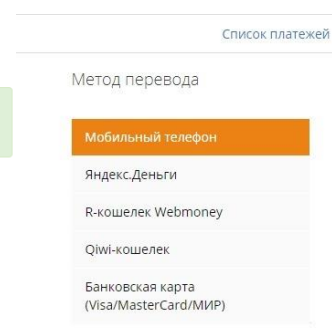 Список платежей
Метод перевода
Мобильный телефон
Яндекс.Деньги
R-кошелек Webmoney
Qiwi-кошелек
Банковская карта
(Visa/MasterCard/МИР)